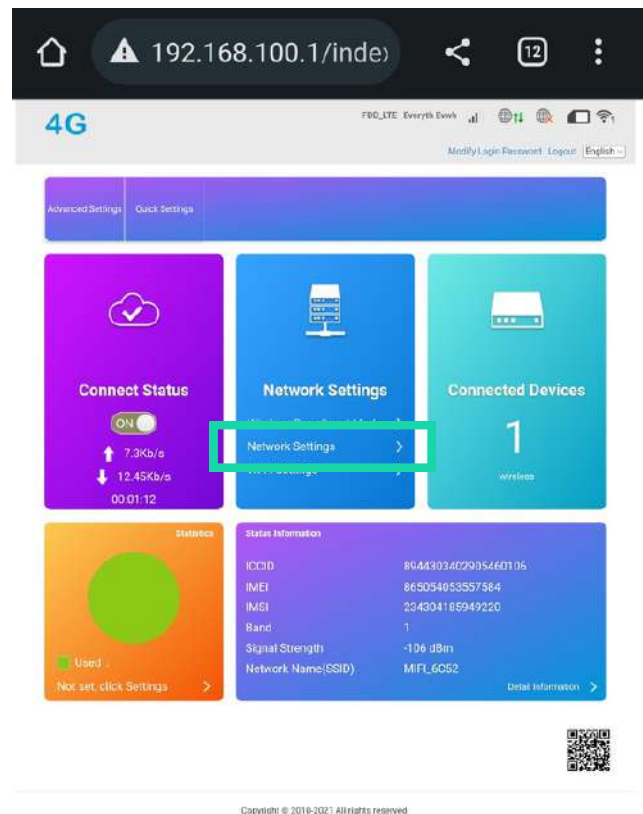 192.168.100.1/inde
12
4G
FDD_LTE
Modify Login Password Logout English
Advanced Settings Quick Settings
Connect Status
ON
7.3Kb/s
12.45Kb/s
00:01:12
Network Settings
Network Settings
Connected Devices
1
wireless
Statistics
Used :
Not set, click Settings
Status Information
ICCID 8944303402905460106
IMEI 865054053557584
IMSI 234304185949220
Band 1
Signal Strength -106 dBm
Network Name(SSID) MIFI_6C52
Detail Information
Copyright © 2010-2021 All rights reserved